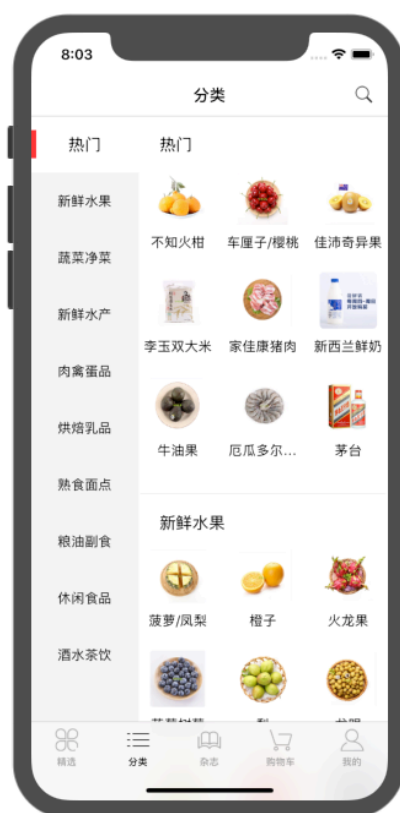 8:03
分类
热门
新鲜水果
蔬菜净菜
新鲜水产
肉禽蛋品
烘焙乳品
熟食面点
粮油副食
休闲食品
酒水茶饮
热门
不知火柑 车厘子/樱桃 佳沛奇异果
李玉双大米 家佳康猪肉 新西兰鲜奶
牛油果 厄瓜多尔... 茅台
新鲜水果
菠萝/凤梨 橙子 火龙果
精选 分类 杂志 购物车 我的